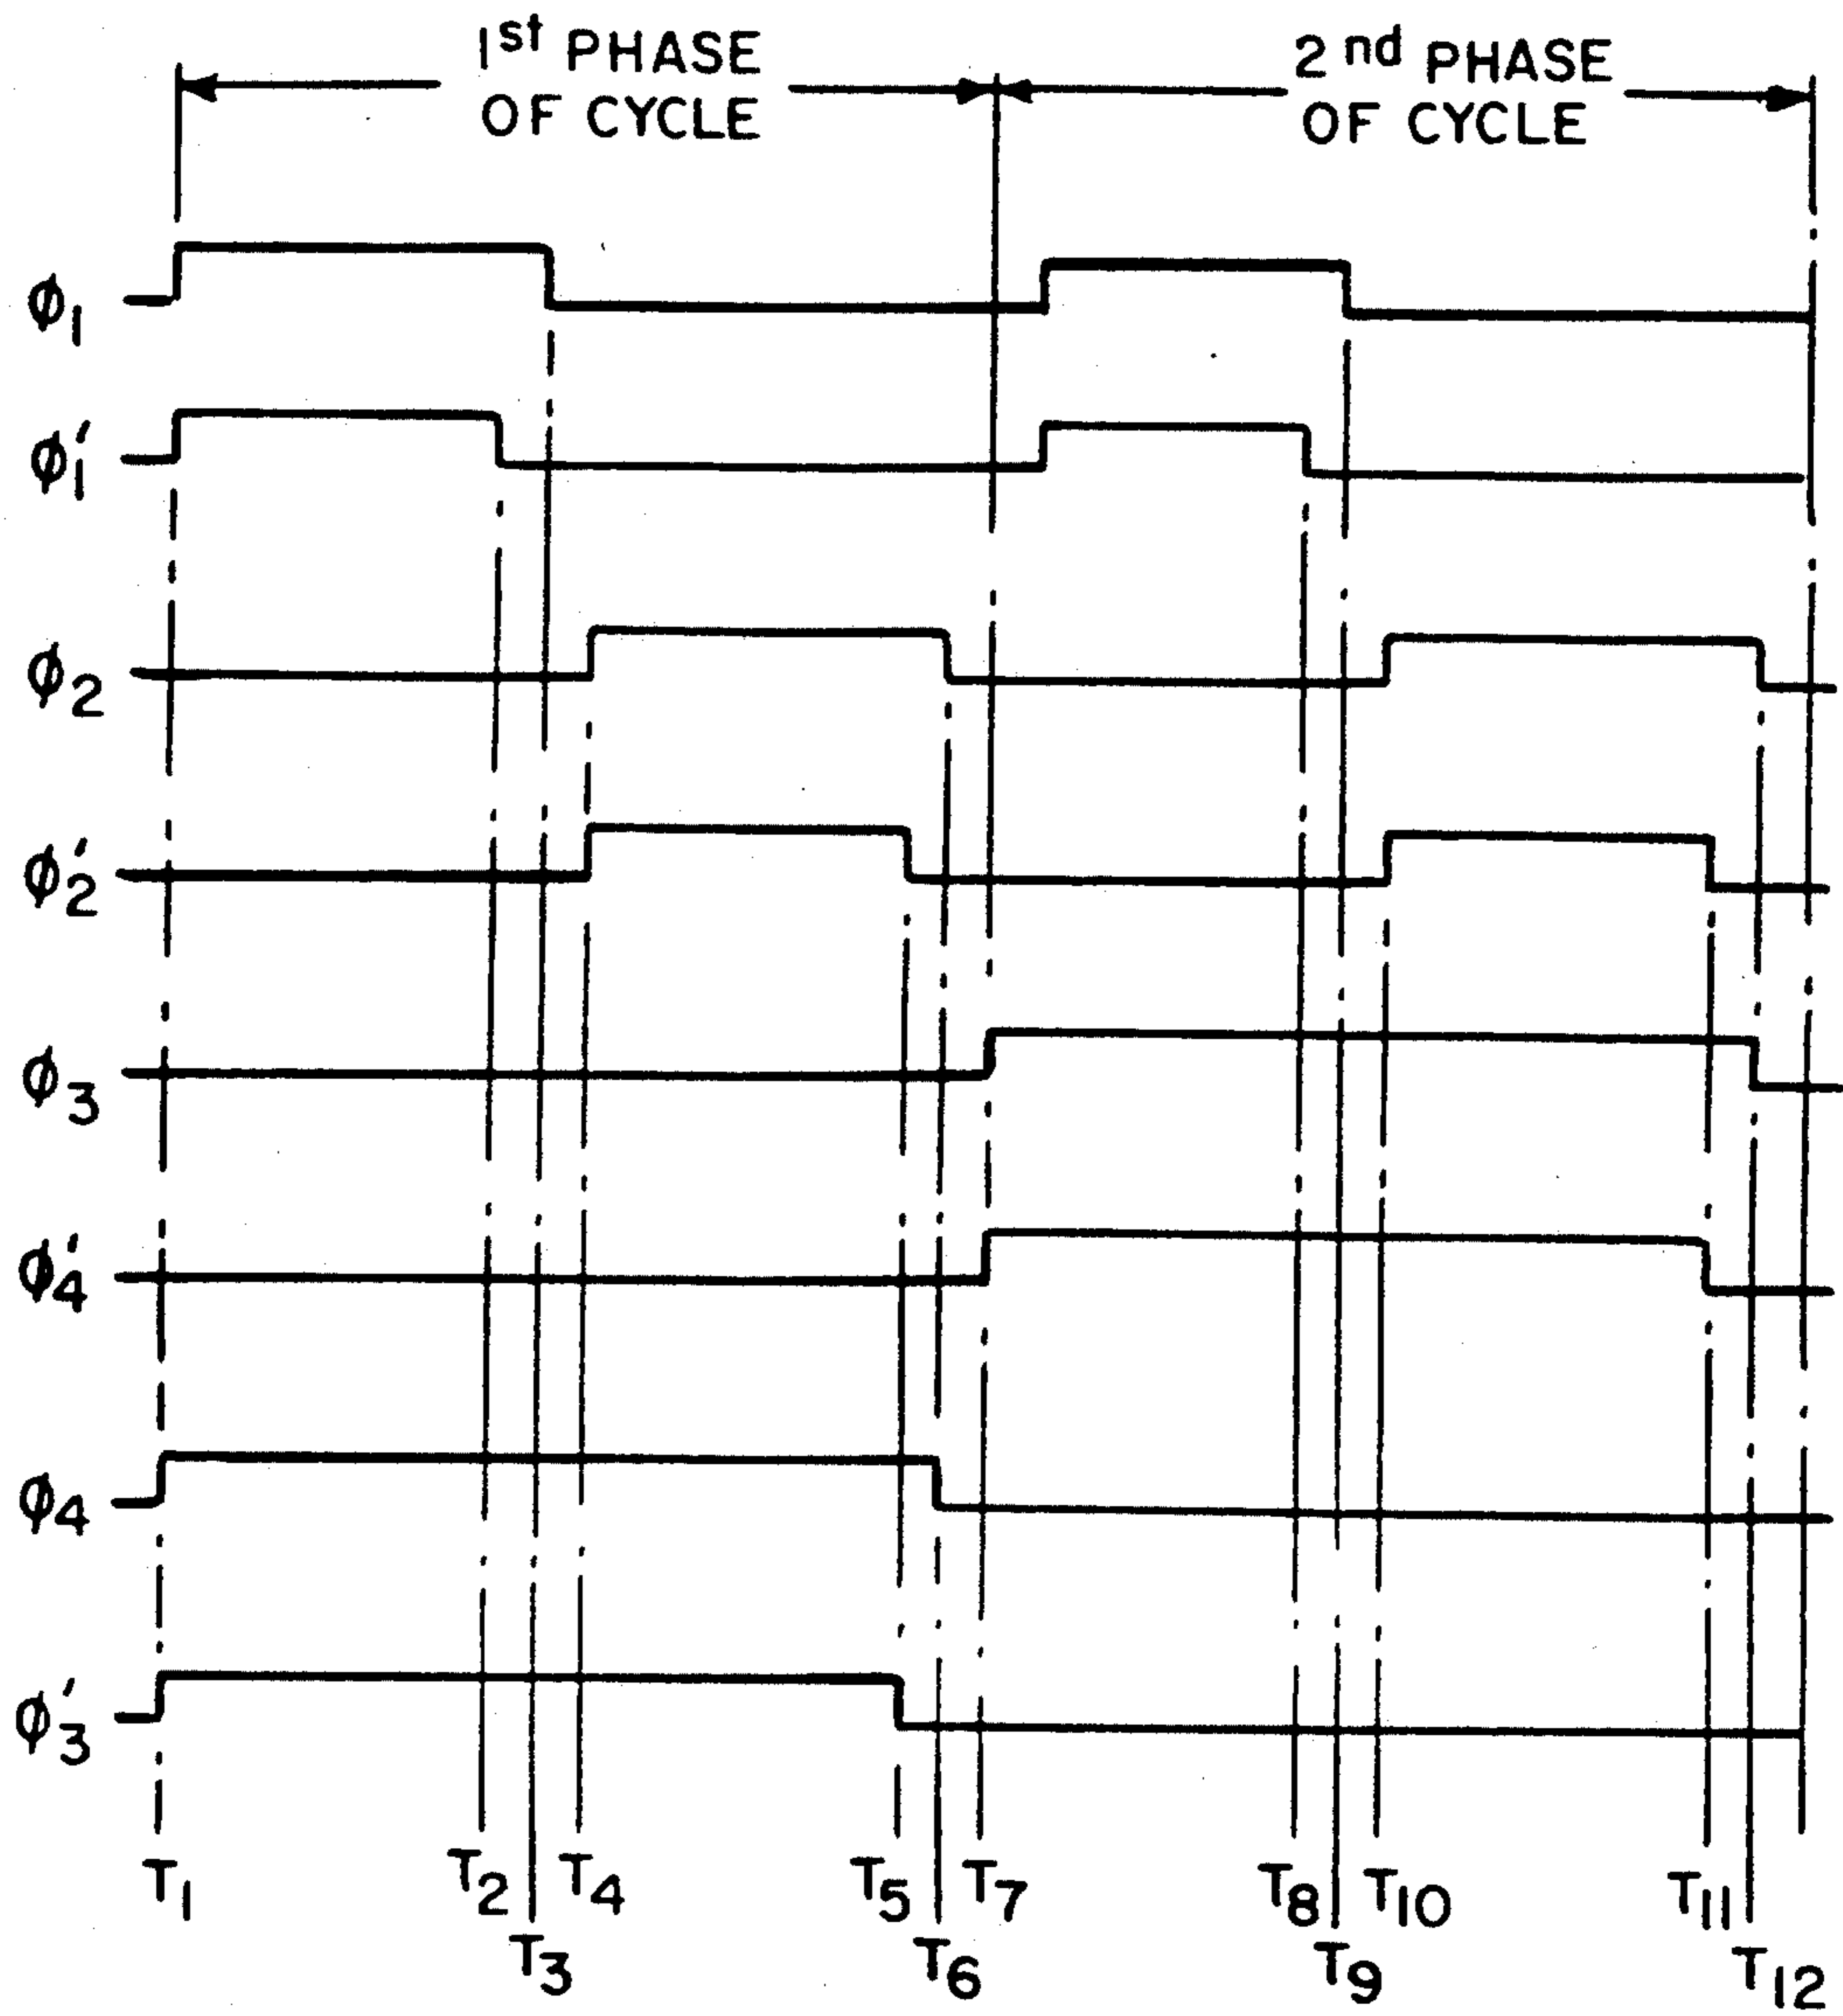 1st PHASE
OF CYCLE
2nd PHASE
OF CYCLE
ϕ1
ϕ1′
ϕ2
ϕ2′
ϕ3
ϕ4′
ϕ4
ϕ3′
T1
T2
T3
T4
T5
T6
T7
T8
T9
T10
T11
T12